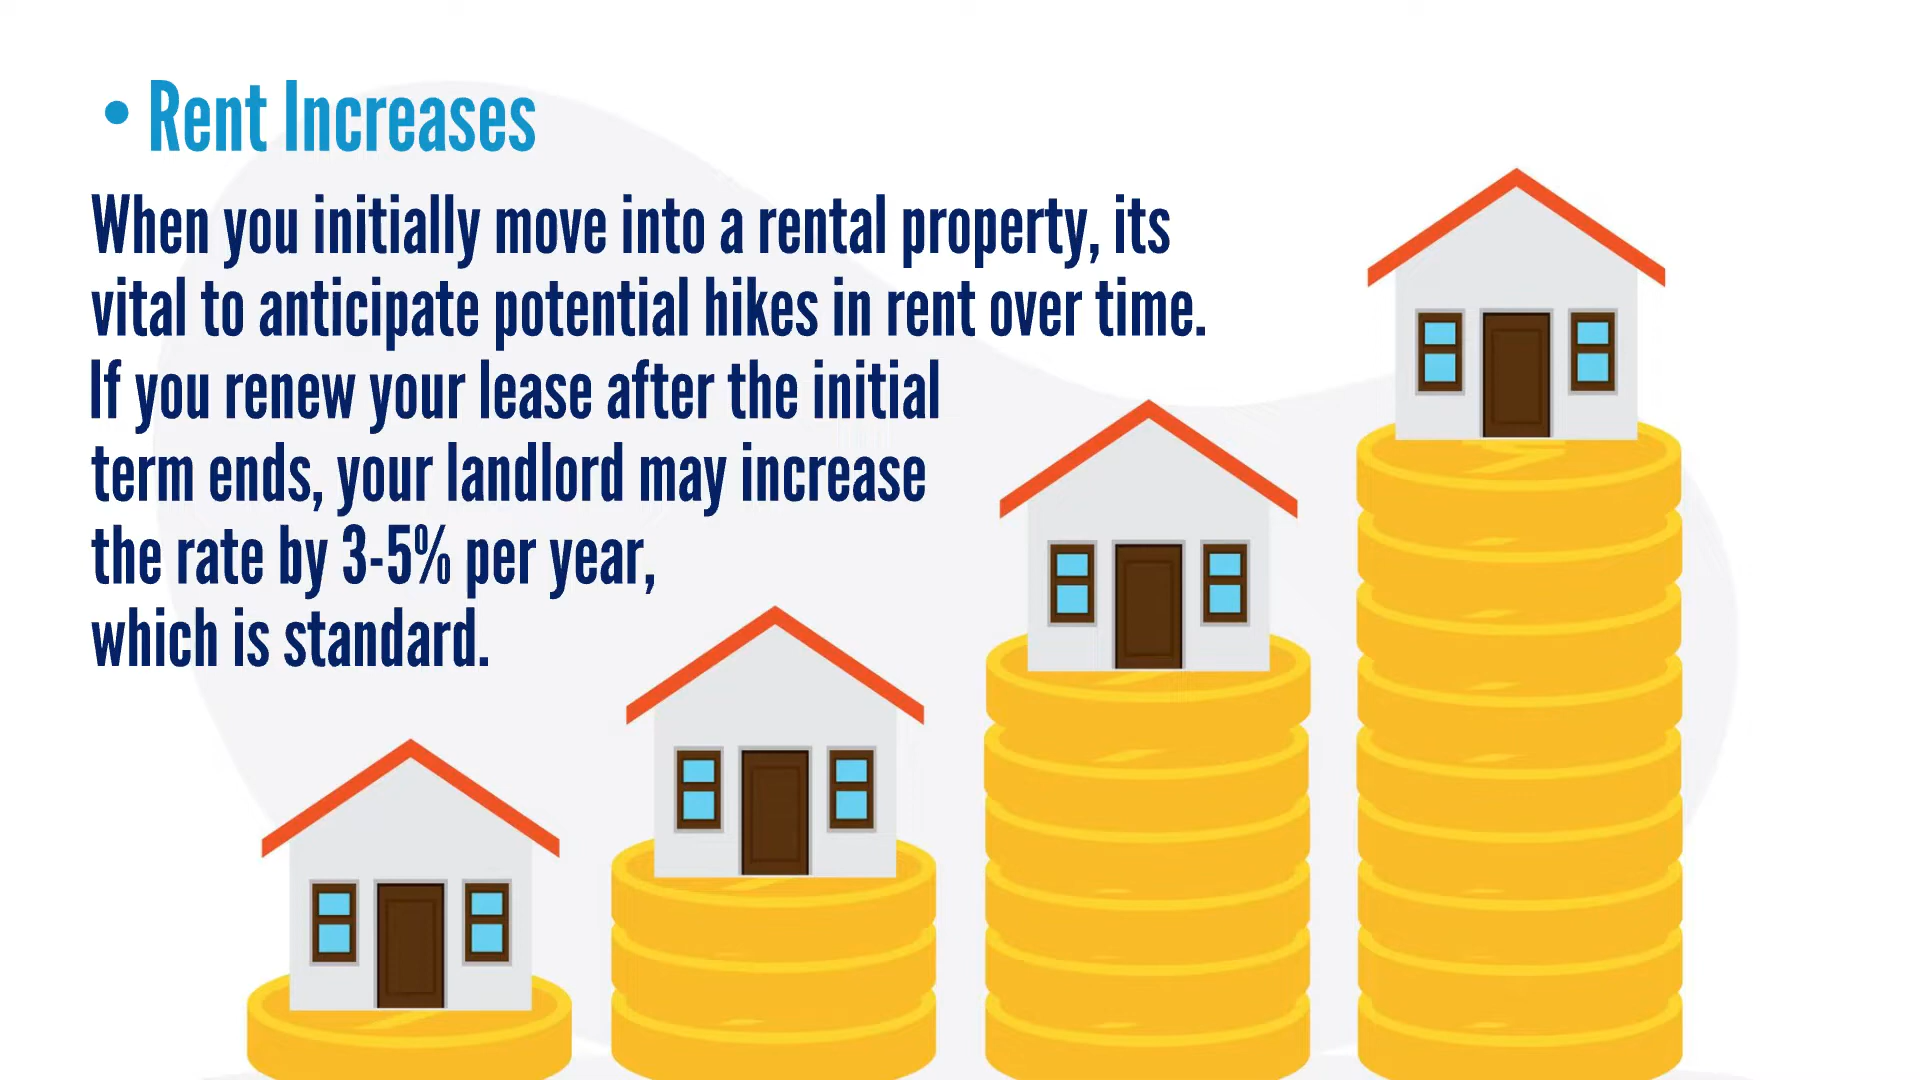 • Rent Increases
When you initially move into a rental property, its
vital to anticipate potential hikes in rent over time.
If you renew your lease after the initial
term ends, your landlord may increase
the rate by 3-5% per year,
which is standard.